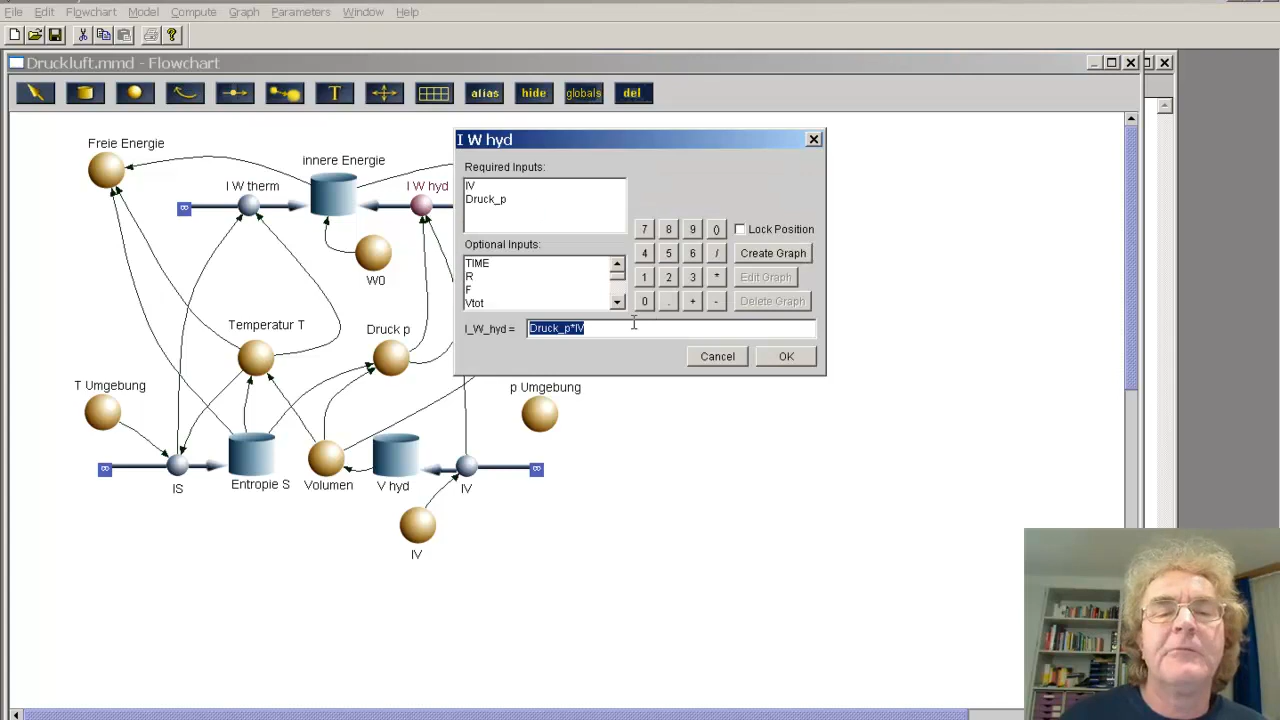 File Edit Flowchart Model Compute Graph Parameters Window Help
Druckluft.mmd - Flowchart
T alias hide globals del
Freie Energie
innere Energie
I W therm
I W hyd
W0
Temperatur T
Druck p
T Umgebung
p Umgebung
IS
Entropie S
Volumen
V hyd
IV
IV
I W hyd
Required Inputs:
IV
Druck_p
Optional Inputs:
TIME
R
F
Vtot
7 8 9 ()
4 5 6 /
1 2 3 *
0 . + -
Lock Position
Create Graph
Edit Graph
Delete Graph
I_W_hyd =
Druck_p*IV
Cancel
OK